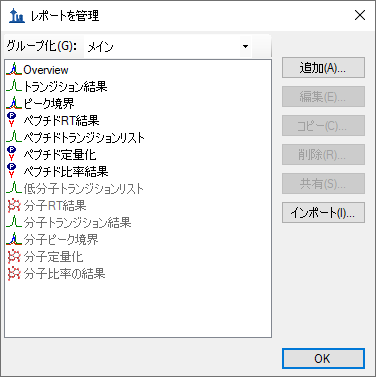 レポートを管理
グループ化(G): メイン
Overview
トランジション結果
ピーク境界
ペプチドRT結果
ペプチドトランジションリスト
ペプチド定量化
ペプチド比率結果
低分子トランジションリスト
分子RT結果
分子トランジション結果
分子ピーク境界
分子定量化
分子比率の結果
追加(A)...
編集(E)...
コピー(C)...
削除(R)...
共有(S)...
インポート(I)...
OK